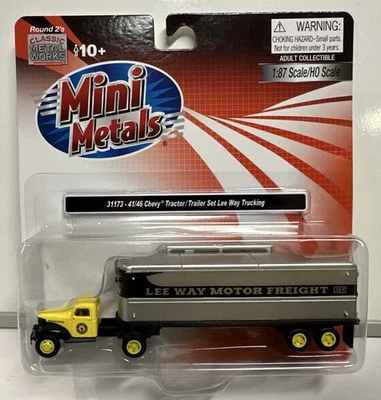 Round 2's
CLASSIC
METAL
WORKS
10+
WARNING:
CHOKING HAZARD-Small parts.
Not for children under 3 years.
ADULT COLLECTIBLE
1:87 Scale/HO Scale
Mini
Metals
31173 - 41/46 Chevy® Tractor/Trailer Set Lee Way Trucking
LEE WAY MOTOR FREIGHT